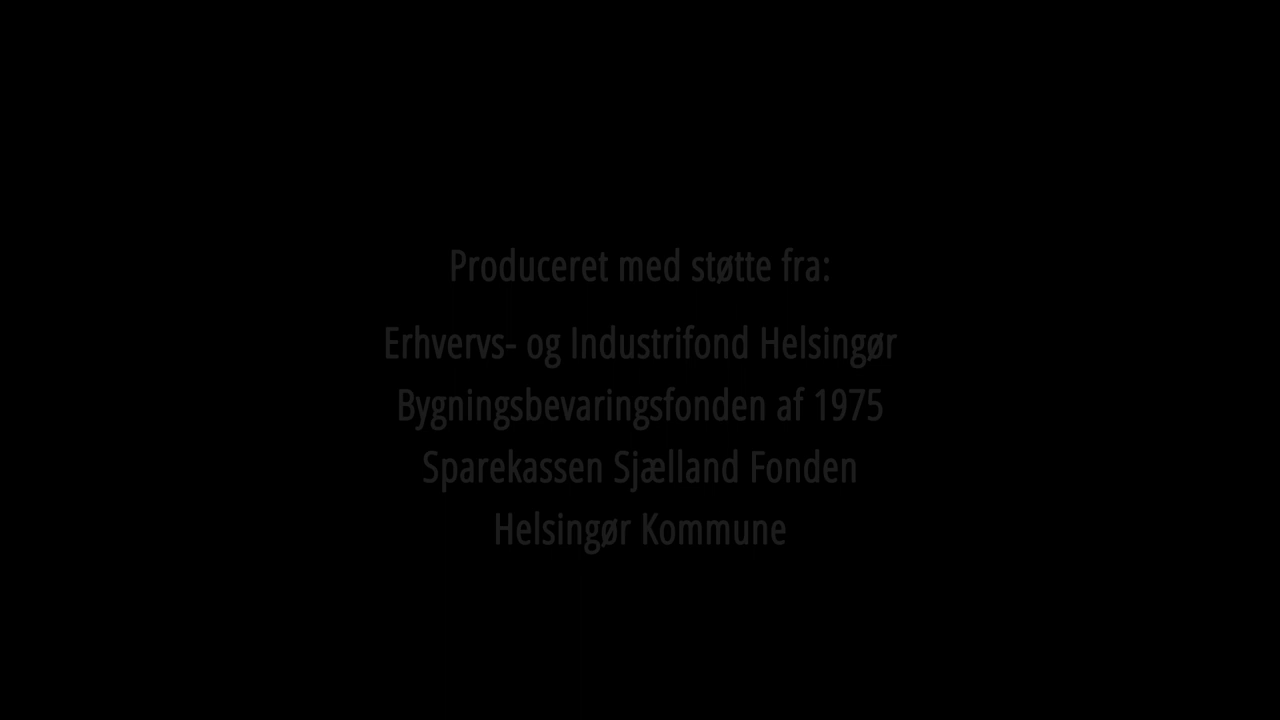 Produceret med støtte fra:
Erhvervs- og Industrifond Helsingør
Bygningsbevaringsfonden af 1975
Sparekassen Sjælland Fonden
Helsingør Kommune